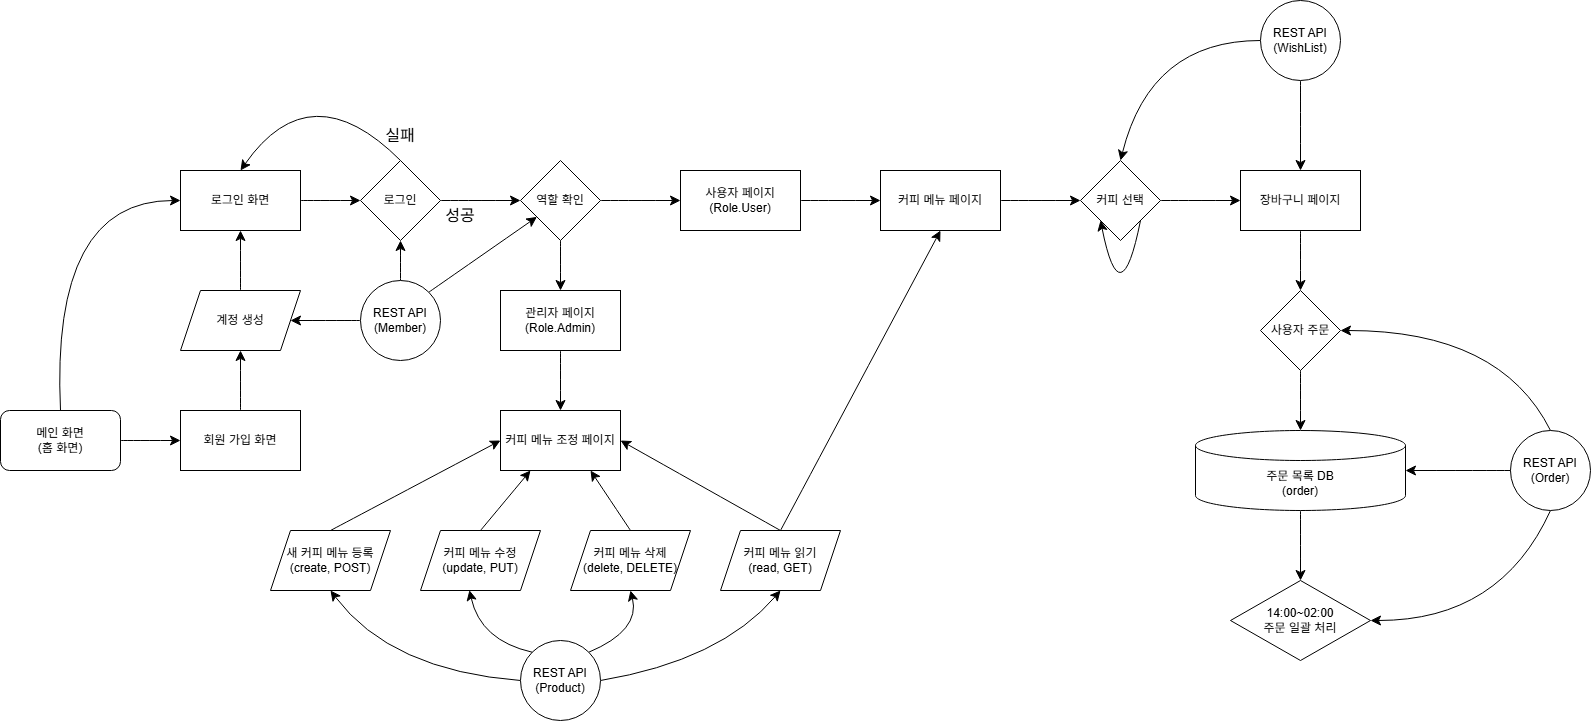 REST API
(WishList)
실패
로그인 화면
로그인
성공
역할 확인
사용자 페이지
(Role.User)
커피 메뉴 페이지
커피 선택
장바구니 페이지
계정 생성
REST API
(Member)
관리자 페이지
(Role.Admin)
사용자 주문
메인 화면
(홈 화면)
회원 가입 화면
커피 메뉴 조정 페이지
주문 목록 DB
(order)
REST API
(Order)
새 커피 메뉴 등록
(create, POST)
커피 메뉴 수정
(update, PUT)
커피 메뉴 삭제
(delete, DELETE)
커피 메뉴 읽기
(read, GET)
14:00~02:00
주문 일괄 처리
REST API
(Product)